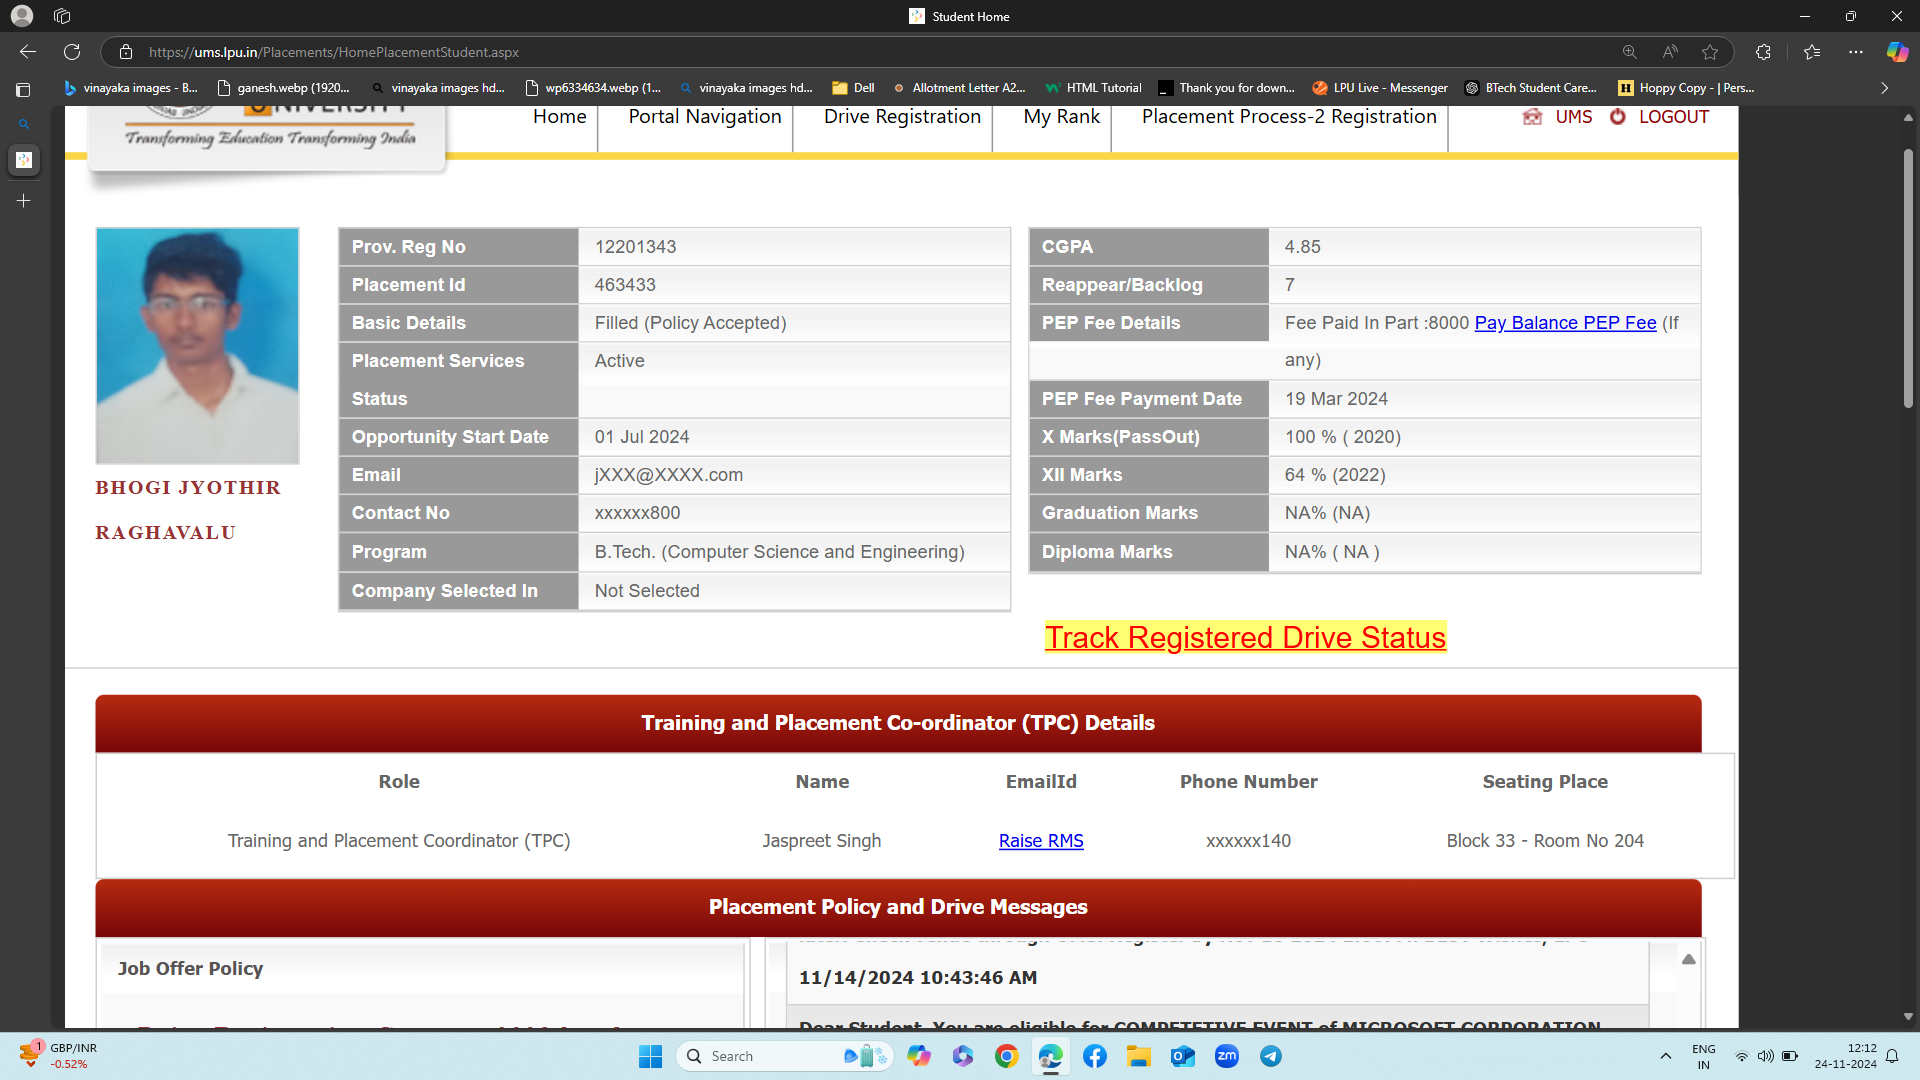 Student Home
https://ums.lpu.in/Placements/HomePlacementStudent.aspx
vinayaka images - B...
ganesh.webp (1920...
vinayaka images hd...
wp6334634.webp (1...
vinayaka images hd...
Dell
Allotment Letter A2...
HTML Tutorial
Thank you for down...
LPU Live - Messenger
BTech Student Care...
Hoppy Copy - | Pers...
Transforming Education Transforming India
Home
Portal Navigation
Drive Registration
My Rank
Placement Process-2 Registration
UMS
LOGOUT
BHOGI JYOTHIR
RAGHAVALU
Prov. Reg No 12201343
Placement Id 463433
Basic Details Filled (Policy Accepted)
Placement Services Active
Status
Opportunity Start Date 01 Jul 2024
Email jXXX@XXXX.com
Contact No xxxxxx800
Program B.Tech. (Computer Science and Engineering)
Company Selected In Not Selected
CGPA 4.85
Reappear/Backlog 7
PEP Fee Details Fee Paid In Part :8000 Pay Balance PEP Fee (If
any)
PEP Fee Payment Date 19 Mar 2024
X Marks(PassOut) 100 % ( 2020)
XII Marks 64 % (2022)
Graduation Marks NA% (NA)
Diploma Marks NA% ( NA )
Track Registered Drive Status
Training and Placement Co-ordinator (TPC) Details
Role Name EmailId Phone Number Seating Place
Training and Placement Coordinator (TPC) Jaspreet Singh Raise RMS xxxxxx140 Block 33 - Room No 204
Placement Policy and Drive Messages
Job Offer Policy
11/14/2024 10:43:46 AM
Dear Student, You are eligible for COMPETETIVE EVENT of MICROSOFT CORPORATION
1
GBP/INR
-0.52%
Search
zm
ENG
IN
12:12
24-11-2024